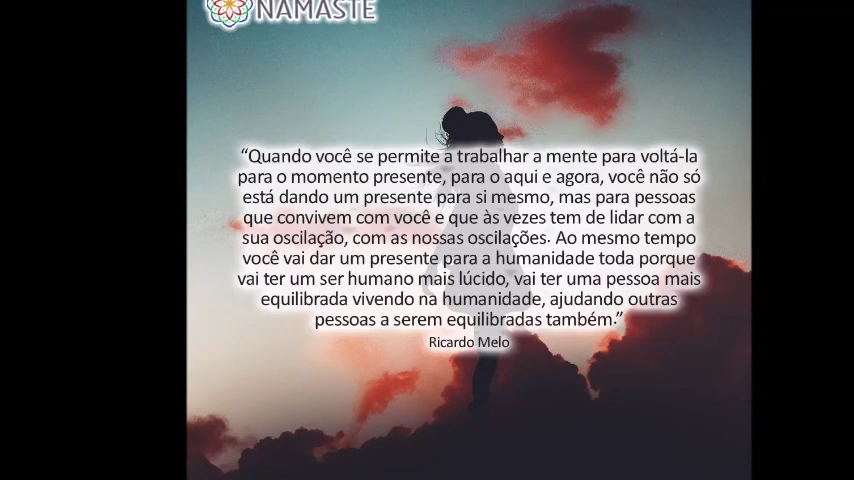 NAMASTÊ
“Quando você se permite a trabalhar a mente para voltá-la
para o momento presente, para o aqui e agora, você não só
está dando um presente para si mesmo, mas para pessoas
que convivem com você e que às vezes tem de lidar com a
sua oscilação, com as nossas oscilações. Ao mesmo tempo
você vai dar um presente para a humanidade toda porque
vai ter um ser humano mais lúcido, vai ter uma pessoa mais
equilibrada vivendo na humanidade, ajudando outras
pessoas a serem equilibradas também.”
Ricardo Melo